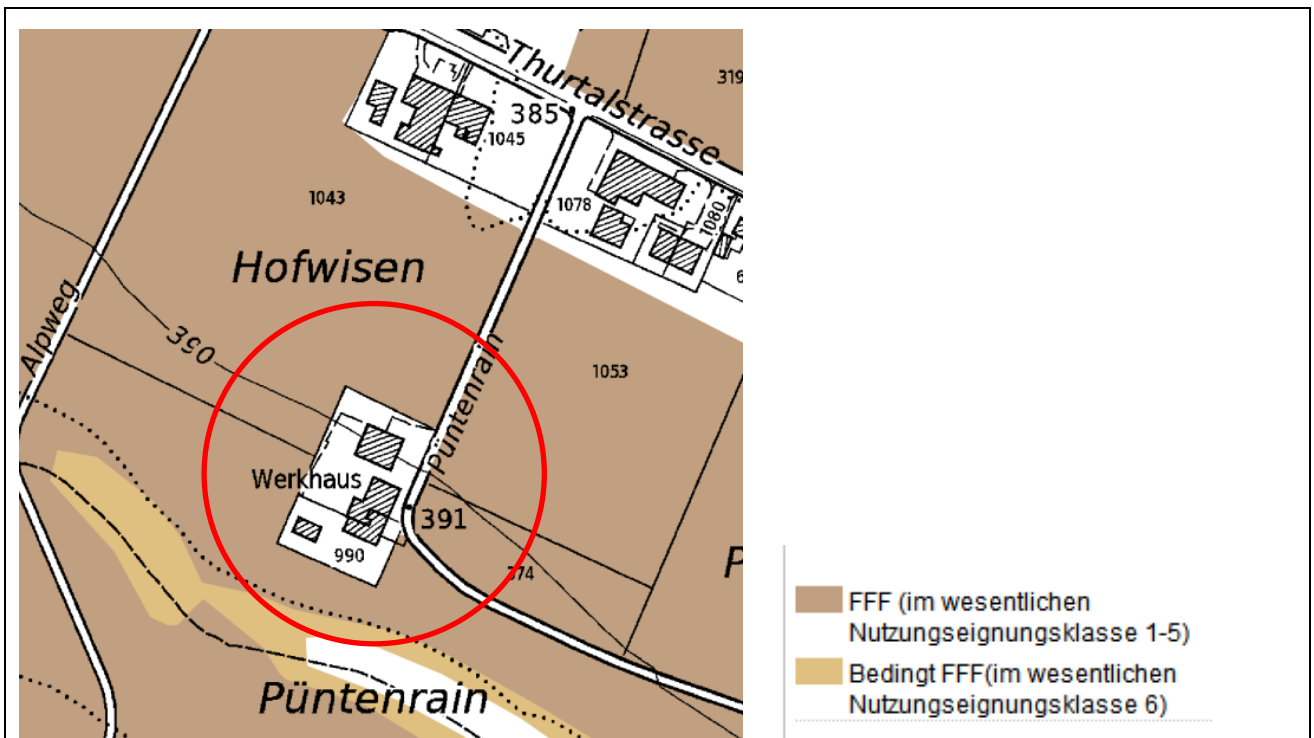 Thurtalstrasse
319
385
1045
1043
1078
1080
Hofwisen
6
Alpweg
390
Püntenrain
1053
Werkhaus
391
990
374
P
Püntenrain
FFF (im wesentlichen
Nutzungseignungsklasse 1-5)
Bedingt FFF(im wesentlichen
Nutzungseignungsklasse 6)